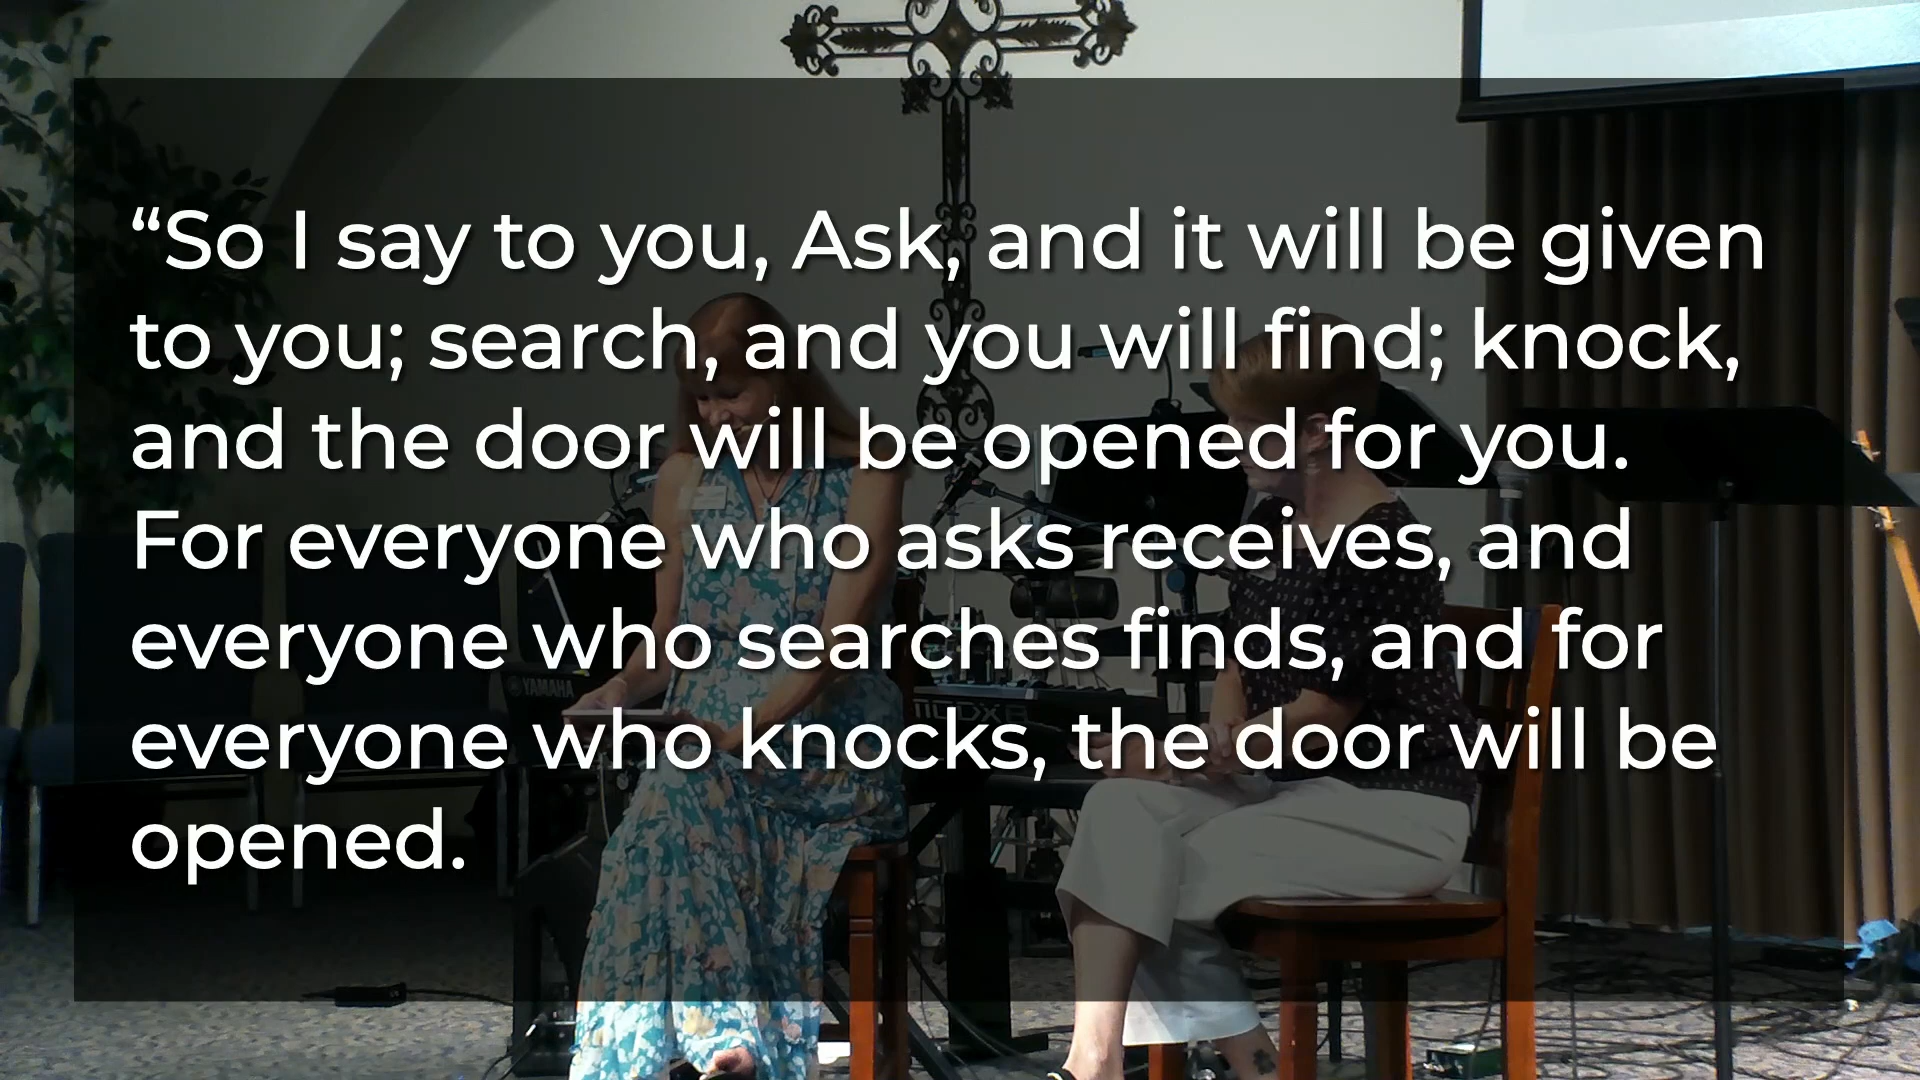 “So I say to you, Ask, and it will be given
to you; search, and you will find; knock,
and the door will be opened for you.
For everyone who asks receives, and
everyone who searches finds, and for
everyone who knocks, the door will be
opened.
YAMAHA
MODX8